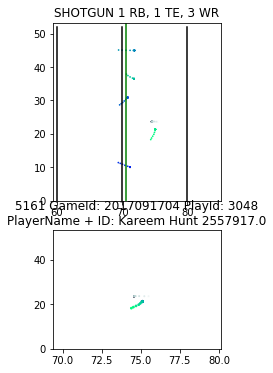 SHOTGUN 1 RB, 1 TE, 3 WR
50
40
30
20
10
0
60 70 80
5161 GameId: 2017091704 PlayId: 3048
PlayerName + ID: Kareem Hunt 2557917.0
40
20
0
70.0 72.5 75.0 77.5 80.1